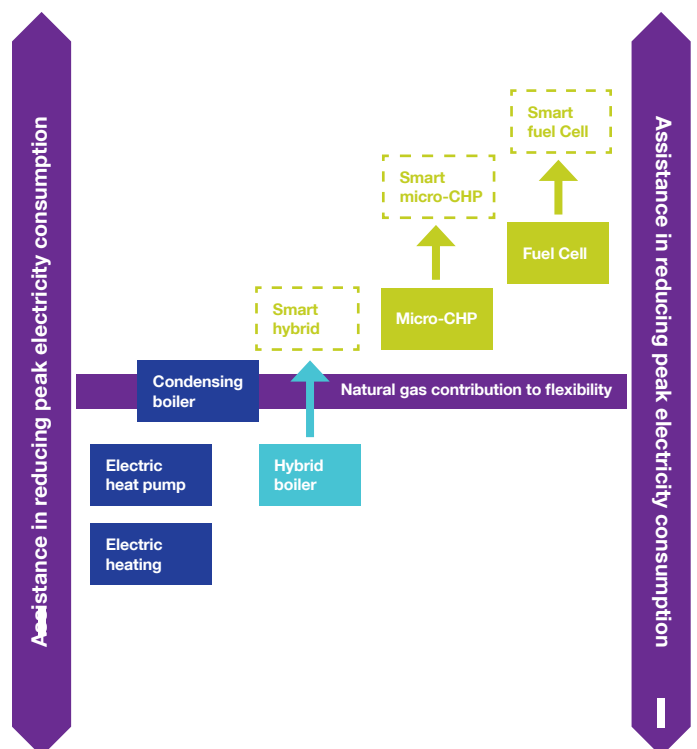 Assistance in reducing peak electricity consumption
Smart
fuel Cell
Smart
micro-CHP
Fuel Cell
Smart
hybrid
Micro-CHP
Condensing
boiler
Natural gas contribution to flexibility
Electric
heat pump
Hybrid
boiler
Electric
heating
Assistance in reducing peak electricity consumption